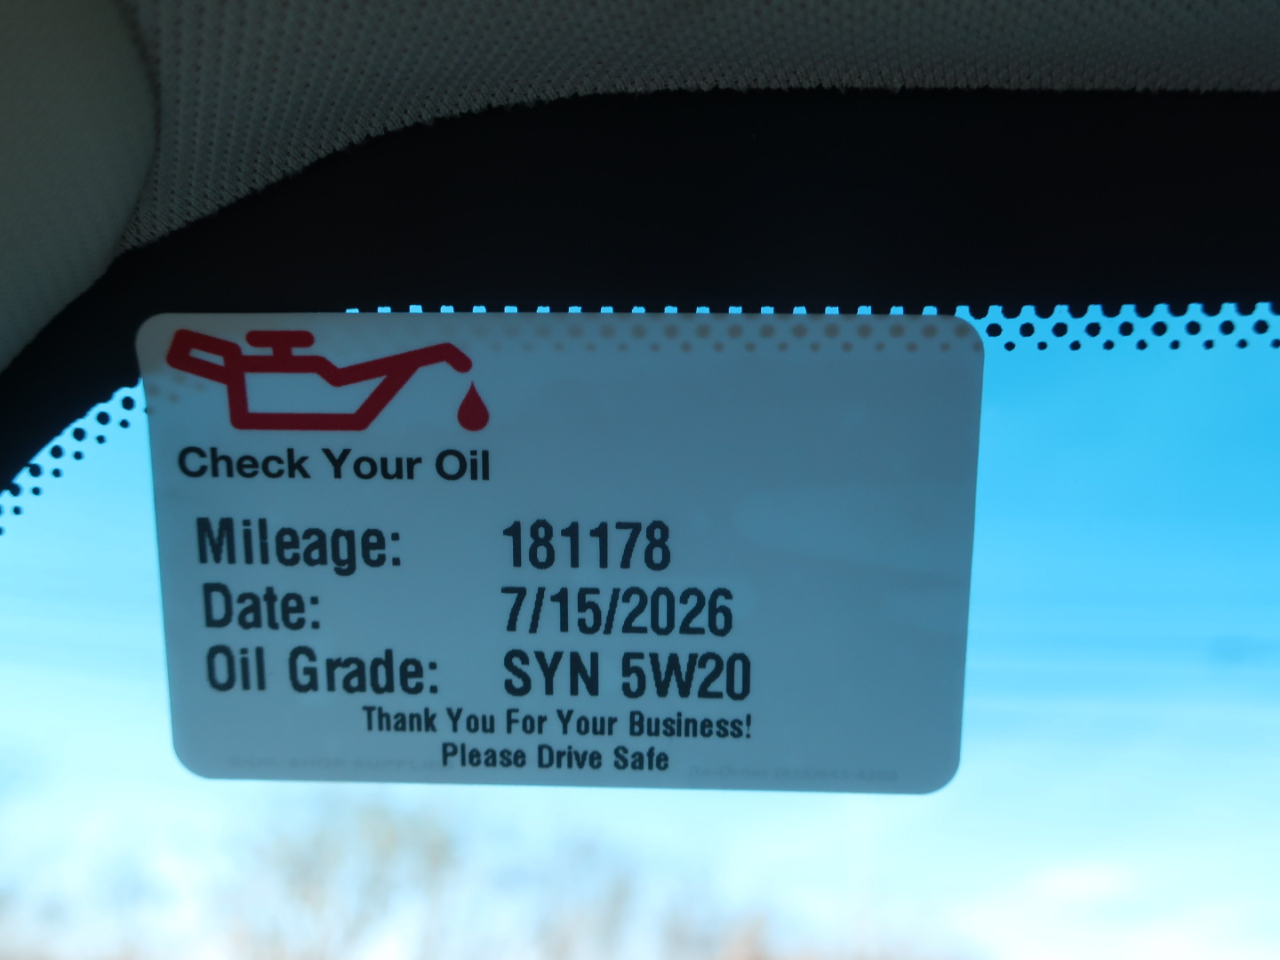 Check Your Oil
Mileage: 181178
Date: 7/15/2026
Oil Grade: SYN 5W20
Thank You For Your Business!
Please Drive Safe